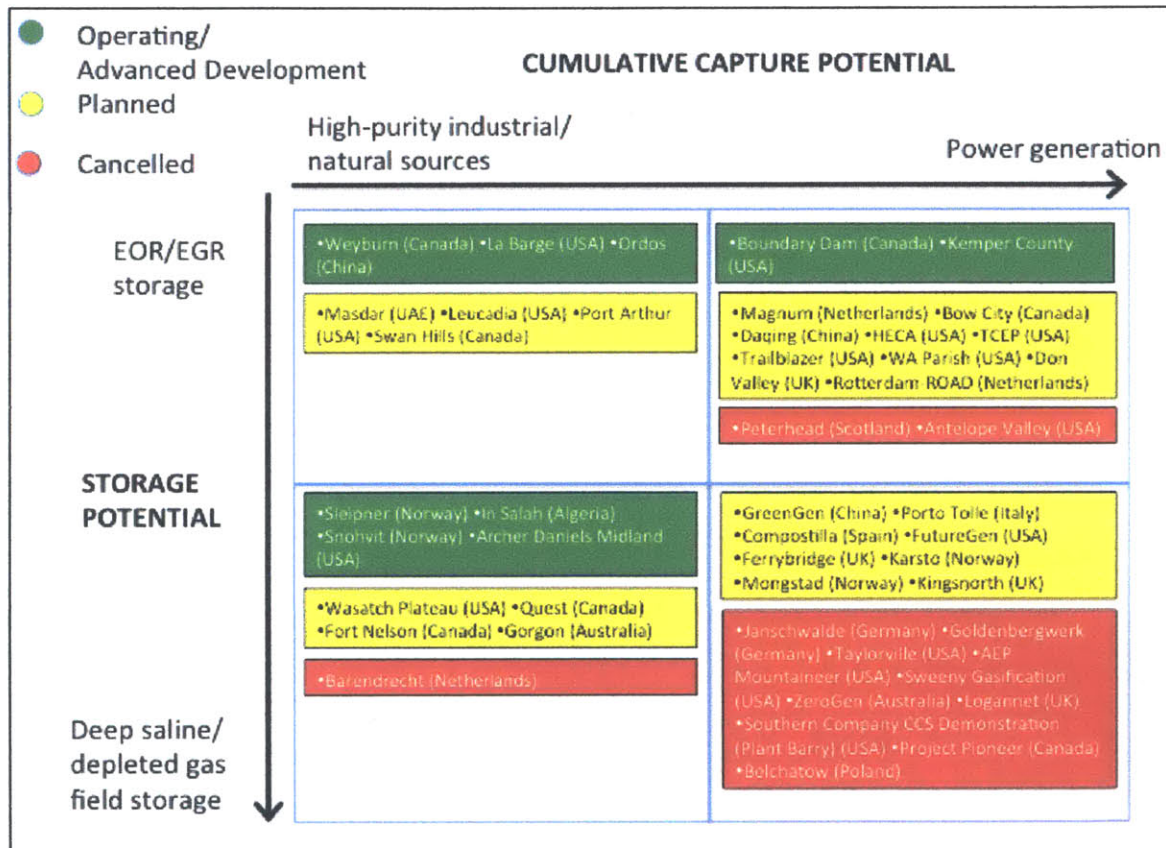 Operating/
Advanced Development
Planned
Cancelled
CUMULATIVE CAPTURE POTENTIAL
High-purity industrial/
natural sources
Power generation
EOR/EGR
storage
•Weyburn (Canada) •La Barge (USA) •Ordos
(China)
•Masdar (UAE) •Leucadia (USA) •Port Arthur
(USA) •Swan Hills (Canada)
•Boundary Dam (Canada) •Kemper County
(USA)
•Magnum (Netherlands) •Bow City (Canada)
•Daqing (China) •HECA (USA) •TCEP (USA)
•Trailblazer (USA) •WA Parish (USA) •Don
Valley (UK) •Rotterdam ROAD (Netherlands)
•Peterhead (Scotland) •Antelope Valley (USA)
STORAGE
POTENTIAL
•Sleipner (Norway) •In Salah (Algeria)
•Snohvit (Norway) •Archer Daniels Midland
(USA)
•Wasatch Plateau (USA) •Quest (Canada)
•Fort Nelson (Canada) •Gorgon (Australia)
•Barendrecht (Netherlands)
•GreenGen (China) •Porto Tolle (Italy)
•Compostilla (Spain) •FutureGen (USA)
•Ferrybridge (UK) •Karsto (Norway)
•Mongstad (Norway) •Kingsnorth (UK)
•Janschwalde (Germany) •Goldenbergwerk
(Germany) •Taylorville (USA) •AEP
Mountaineer (USA) •Sweeny Gasification
(USA) •ZeroGen (Australia) •Logannet (UK)
•Southern Company CCS Demonstration
(Plant Barry) (USA) •Project Pioneer (Canada)
•Belchatow (Poland)
Deep saline/
depleted gas
field storage